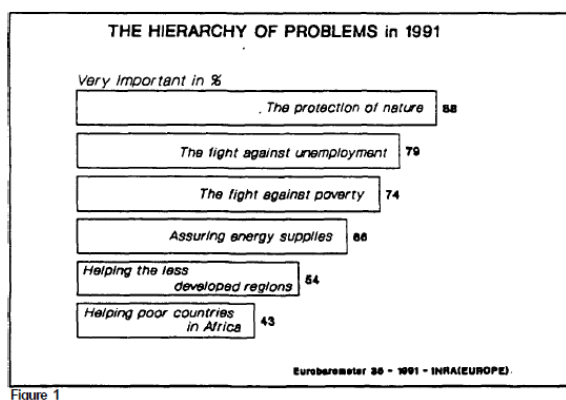 THE HIERARCHY OF PROBLEMS in 1991
Very Important in %
The protection of nature 88
The fight against unemployment 79
The fight against poverty 74
Assuring energy supplies 66
Helping the less
developed regions 54
Helping poor countries
in Africa 43
Eurobarometer - 1991 - INRA(EUROPE)
Figure 1